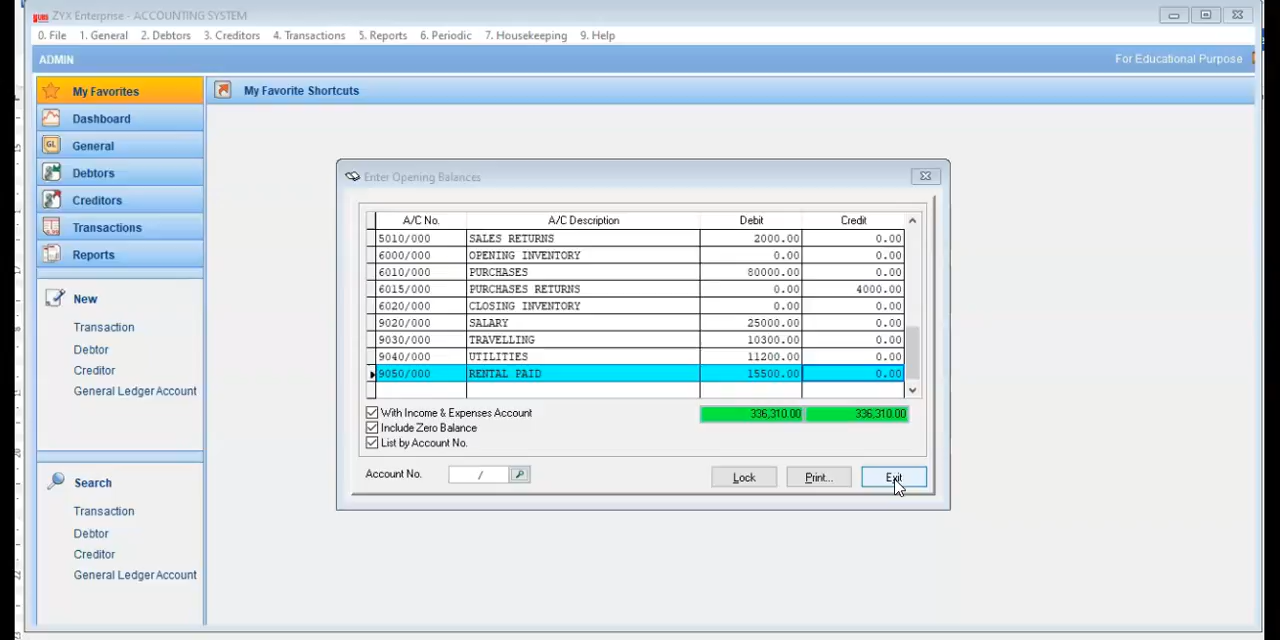 UBS ZYX Enterprise - ACCOUNTING SYSTEM
0. File 1. General 2. Debtors 3. Creditors 4. Transactions 5. Reports 6. Periodic 7. Housekeeping 9. Help
ADMIN For Educational Purpose
My Favorites
My Favorite Shortcuts
Dashboard
GL General
Debtors
Creditors
Transactions
Reports
New
Transaction
Debtor
Creditor
General Ledger Account
Search
Transaction
Debtor
Creditor
General Ledger Account
Enter Opening Balances
A/C No. A/C Description Debit Credit
5010/000 SALES RETURNS 2000.00 0.00
6000/000 OPENING INVENTORY 0.00 0.00
6010/000 PURCHASES 80000.00 0.00
6015/000 PURCHASES RETURNS 0.00 4000.00
6020/000 CLOSING INVENTORY 0.00 0.00
9020/000 SALARY 25000.00 0.00
9030/000 TRAVELLING 10300.00 0.00
9040/000 UTILITIES 11200.00 0.00
9050/000 RENTAL PAID 15500.00 0.00
With Income & Expenses Account 336,310.00 336,310.00
Include Zero Balance
List by Account No.
Account No. / Lock Print... Exit